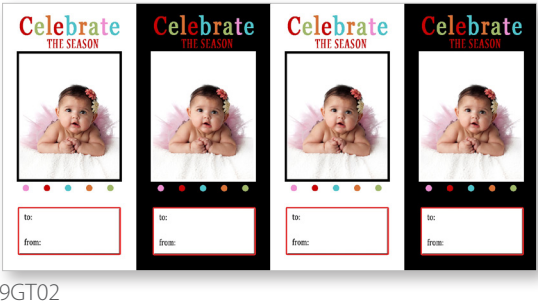 Celebrate
THE SEASON
to:
from:
Celebrate
THE SEASON
to:
from:
Celebrate
THE SEASON
to:
from:
Celebrate
THE SEASON
to:
from:
9GT02